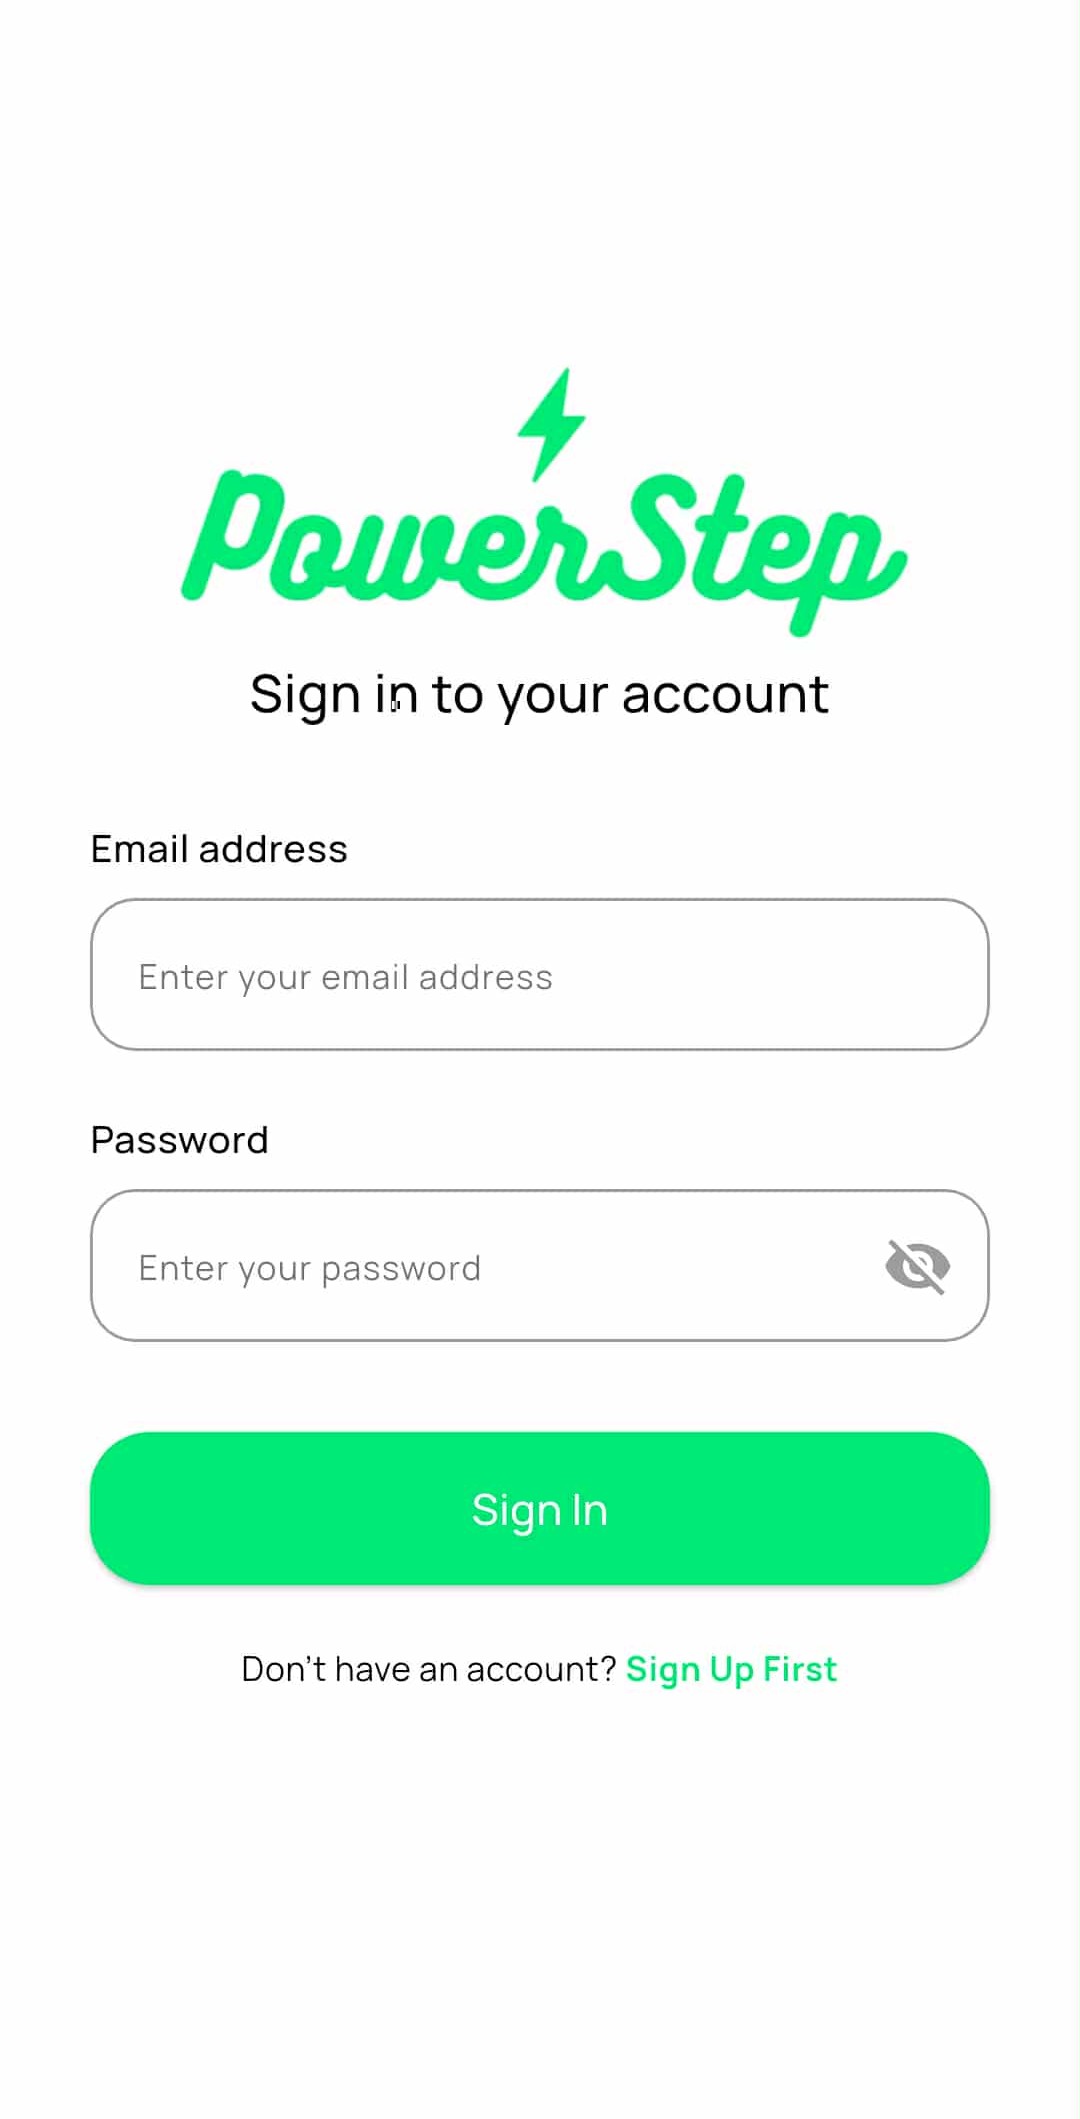 PowerStep
Sign in to your account
Email address
Enter your email address
Password
Enter your password
Sign In
Don't have an account? Sign Up First